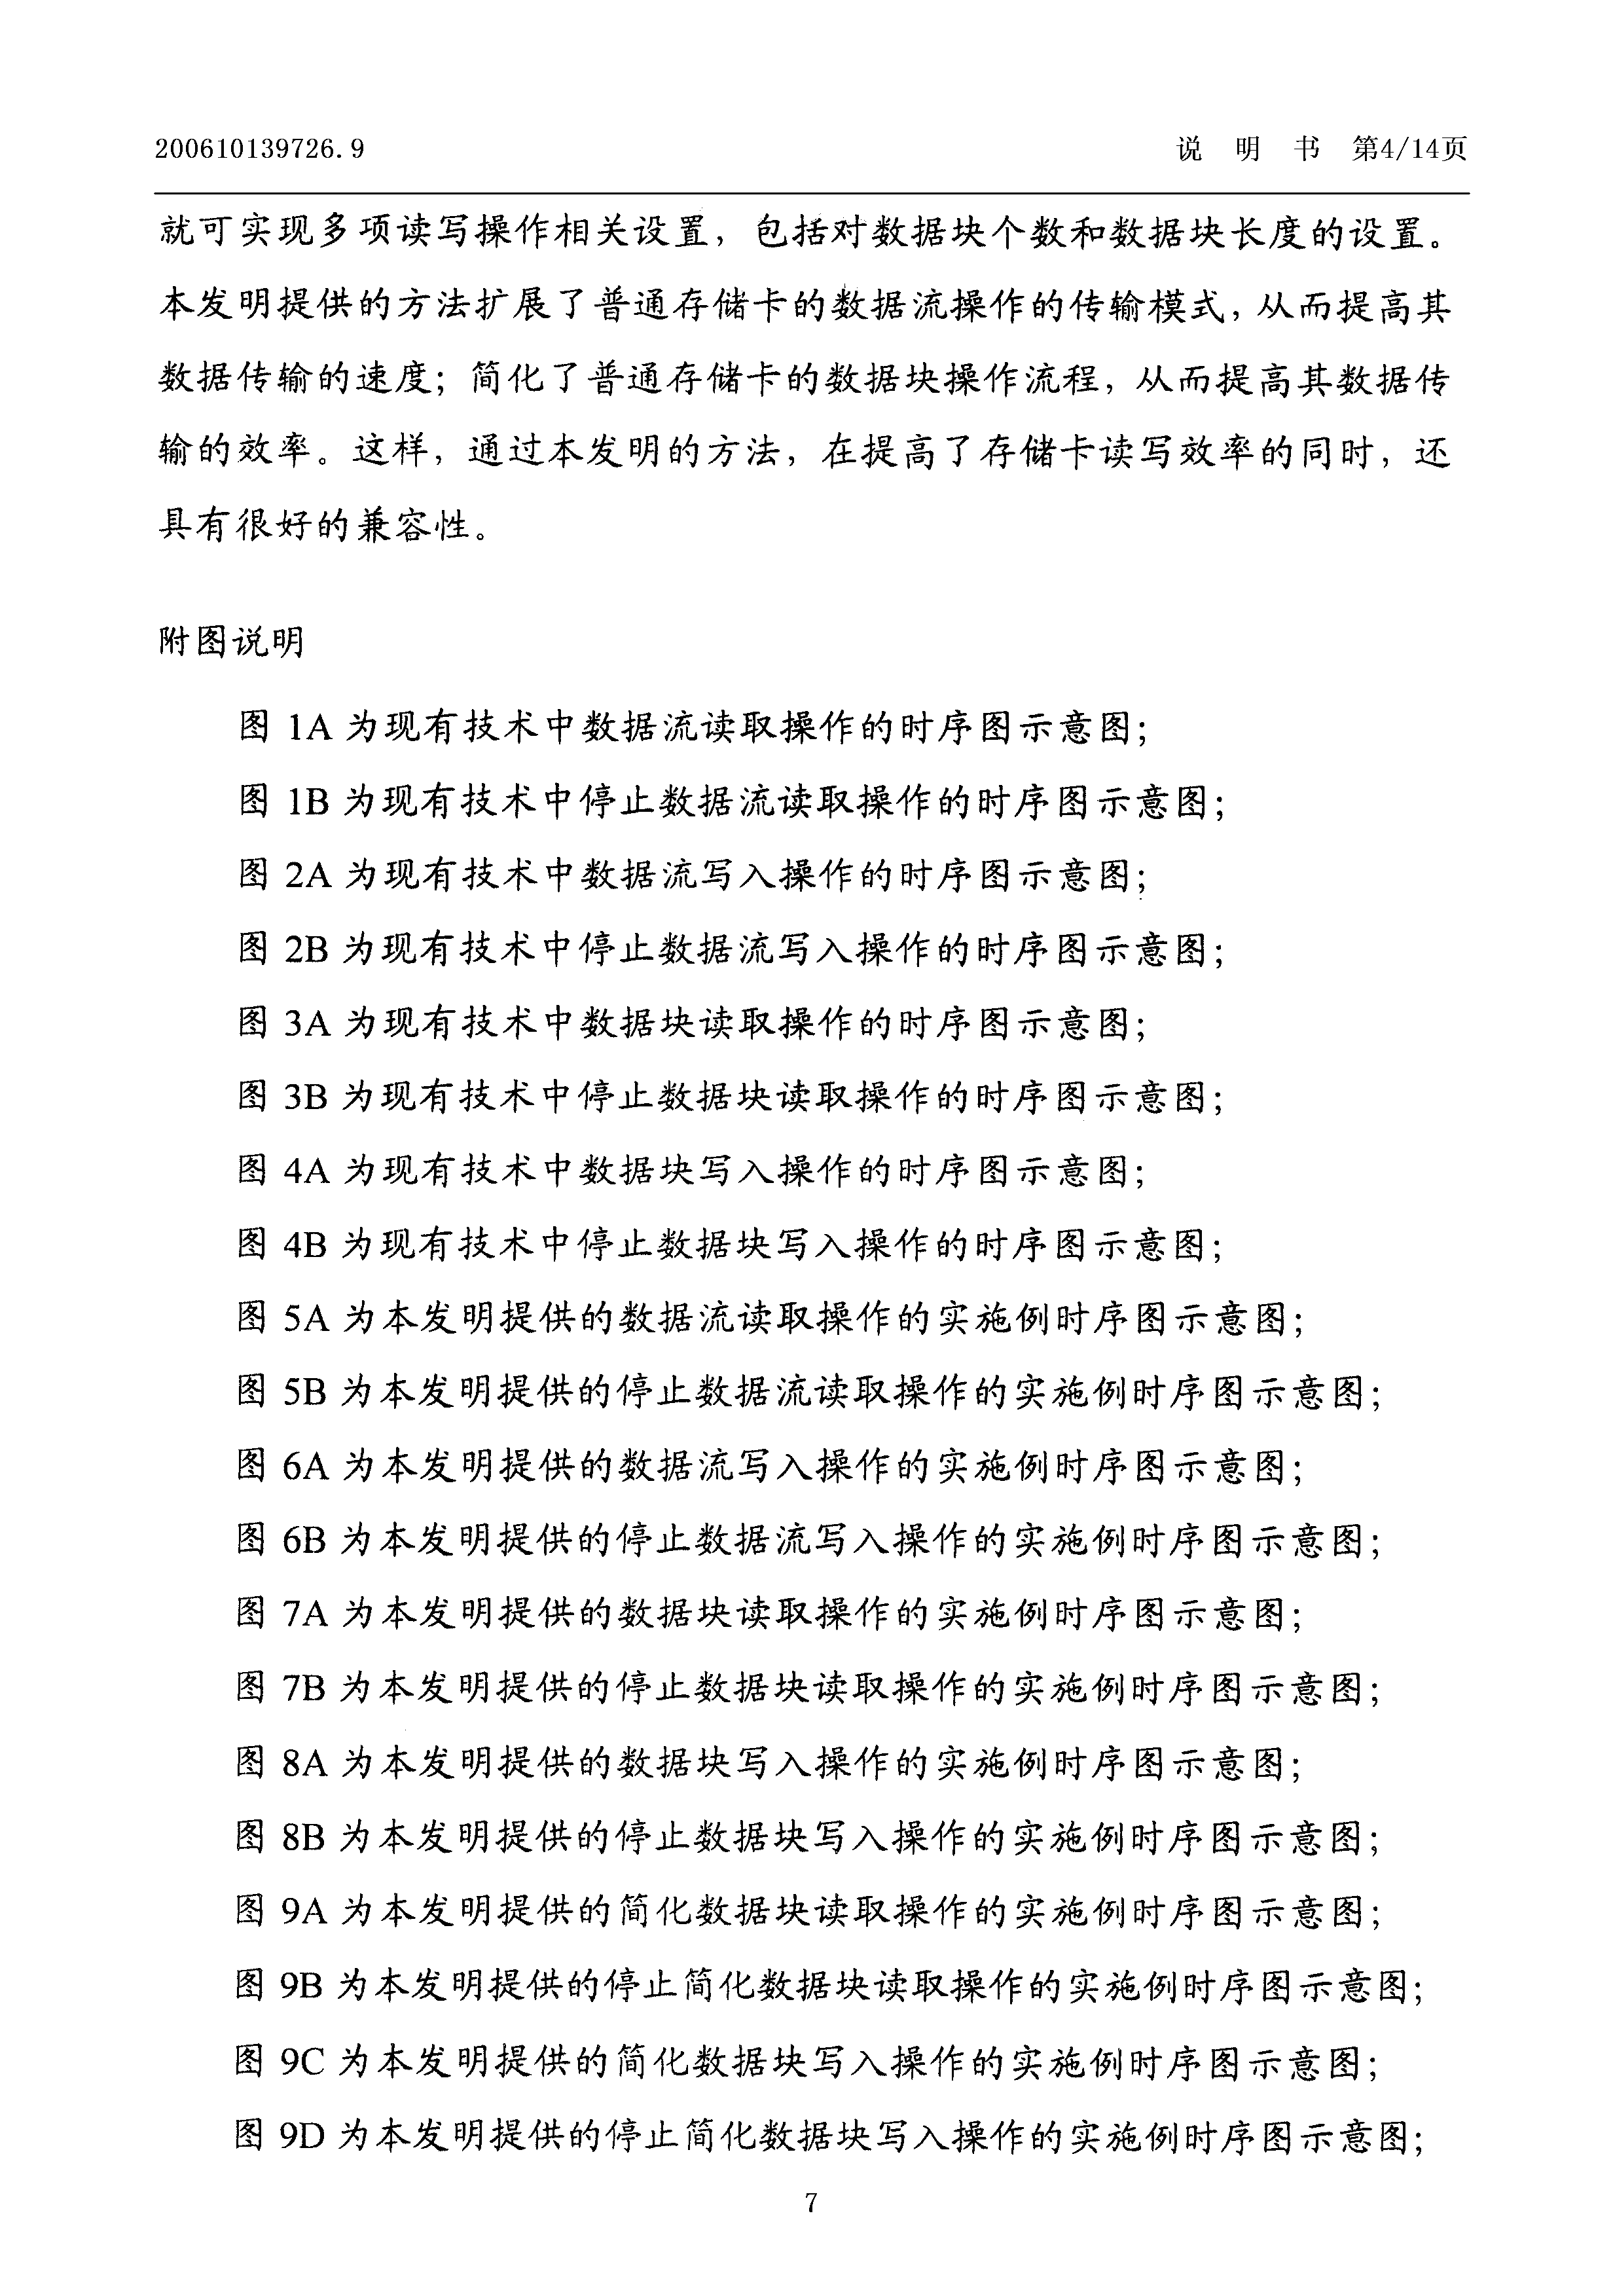 200610139726.9 说 明 书 第4/14页
就可实现多项读写操作相关设置，包括对数据块个数和数据块长度的设置。
本发明提供的方法扩展了普通存储卡的数据流操作的传输模式，从而提高其
数据传输的速度；简化了普通存储卡的数据块操作流程，从而提高其数据传
输的效率。这样，通过本发明的方法，在提高了存储卡读写效率的同时，还
具有很好的兼容性。
附图说明
图 1A 为现有技术中数据流读取操作的时序图示意图；
图 1B 为现有技术中停止数据流读取操作的时序图示意图；
图 2A 为现有技术中数据流写入操作的时序图示意图；
图 2B 为现有技术中停止数据流写入操作的时序图示意图；
图 3A 为现有技术中数据块读取操作的时序图示意图；
图 3B 为现有技术中停止数据块读取操作的时序图示意图；
图 4A 为现有技术中数据块写入操作的时序图示意图；
图 4B 为现有技术中停止数据块写入操作的时序图示意图；
图 5A 为本发明提供的数据流读取操作的实施例时序图示意图；
图 5B 为本发明提供的停止数据流读取操作的实施例时序图示意图；
图 6A 为本发明提供的数据流写入操作的实施例时序图示意图；
图 6B 为本发明提供的停止数据流写入操作的实施例时序图示意图；
图 7A 为本发明提供的数据块读取操作的实施例时序图示意图；
图 7B 为本发明提供的停止数据块读取操作的实施例时序图示意图；
图 8A 为本发明提供的数据块写入操作的实施例时序图示意图；
图 8B 为本发明提供的停止数据块写入操作的实施例时序图示意图；
图 9A 为本发明提供的简化数据块读取操作的实施例时序图示意图；
图 9B 为本发明提供的停止简化数据块读取操作的实施例时序图示意图；
图 9C 为本发明提供的简化数据块写入操作的实施例时序图示意图；
图 9D 为本发明提供的停止简化数据块写入操作的实施例时序图示意图；
7